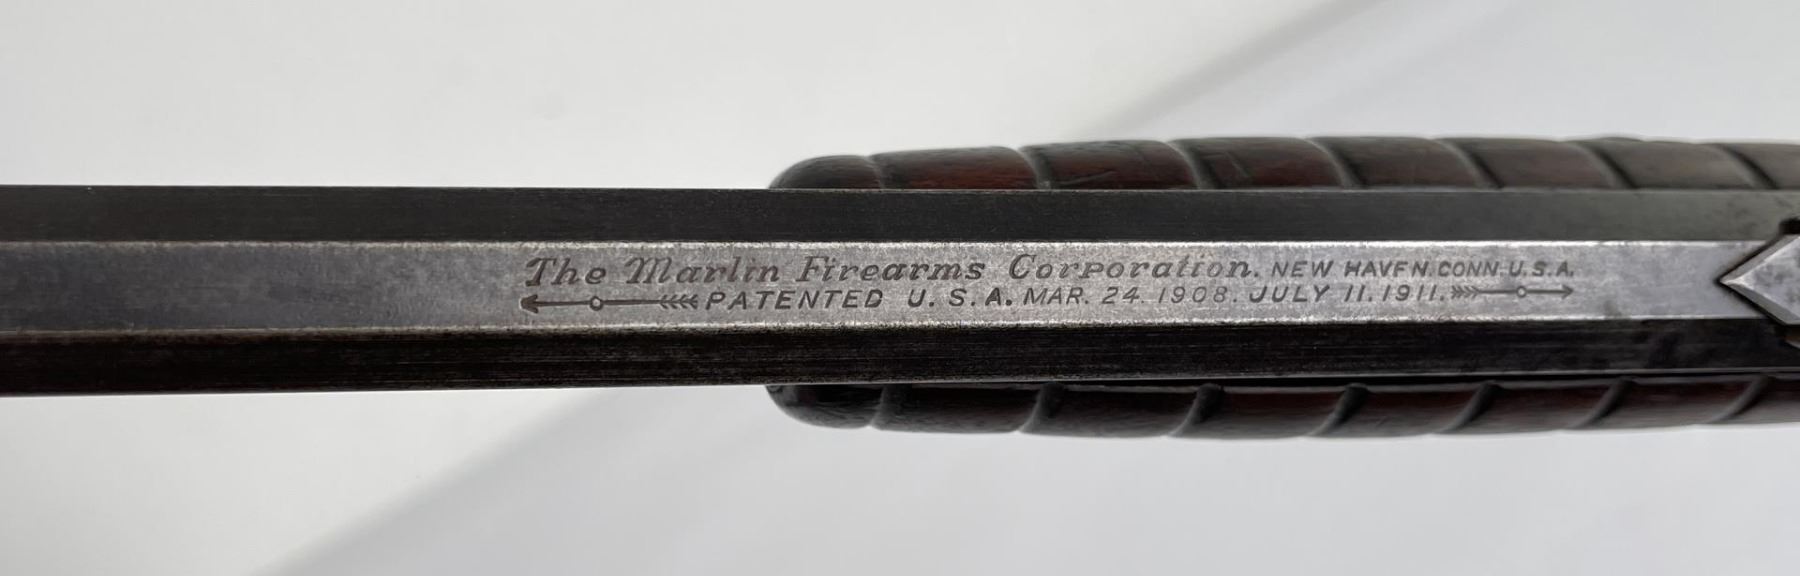 The Marlin Firearms Corporation. NEW HAVEN. CONN. U.S.A.
PATENTED U. S. A. MAR. 24. 1908. JULY 11. 1911.